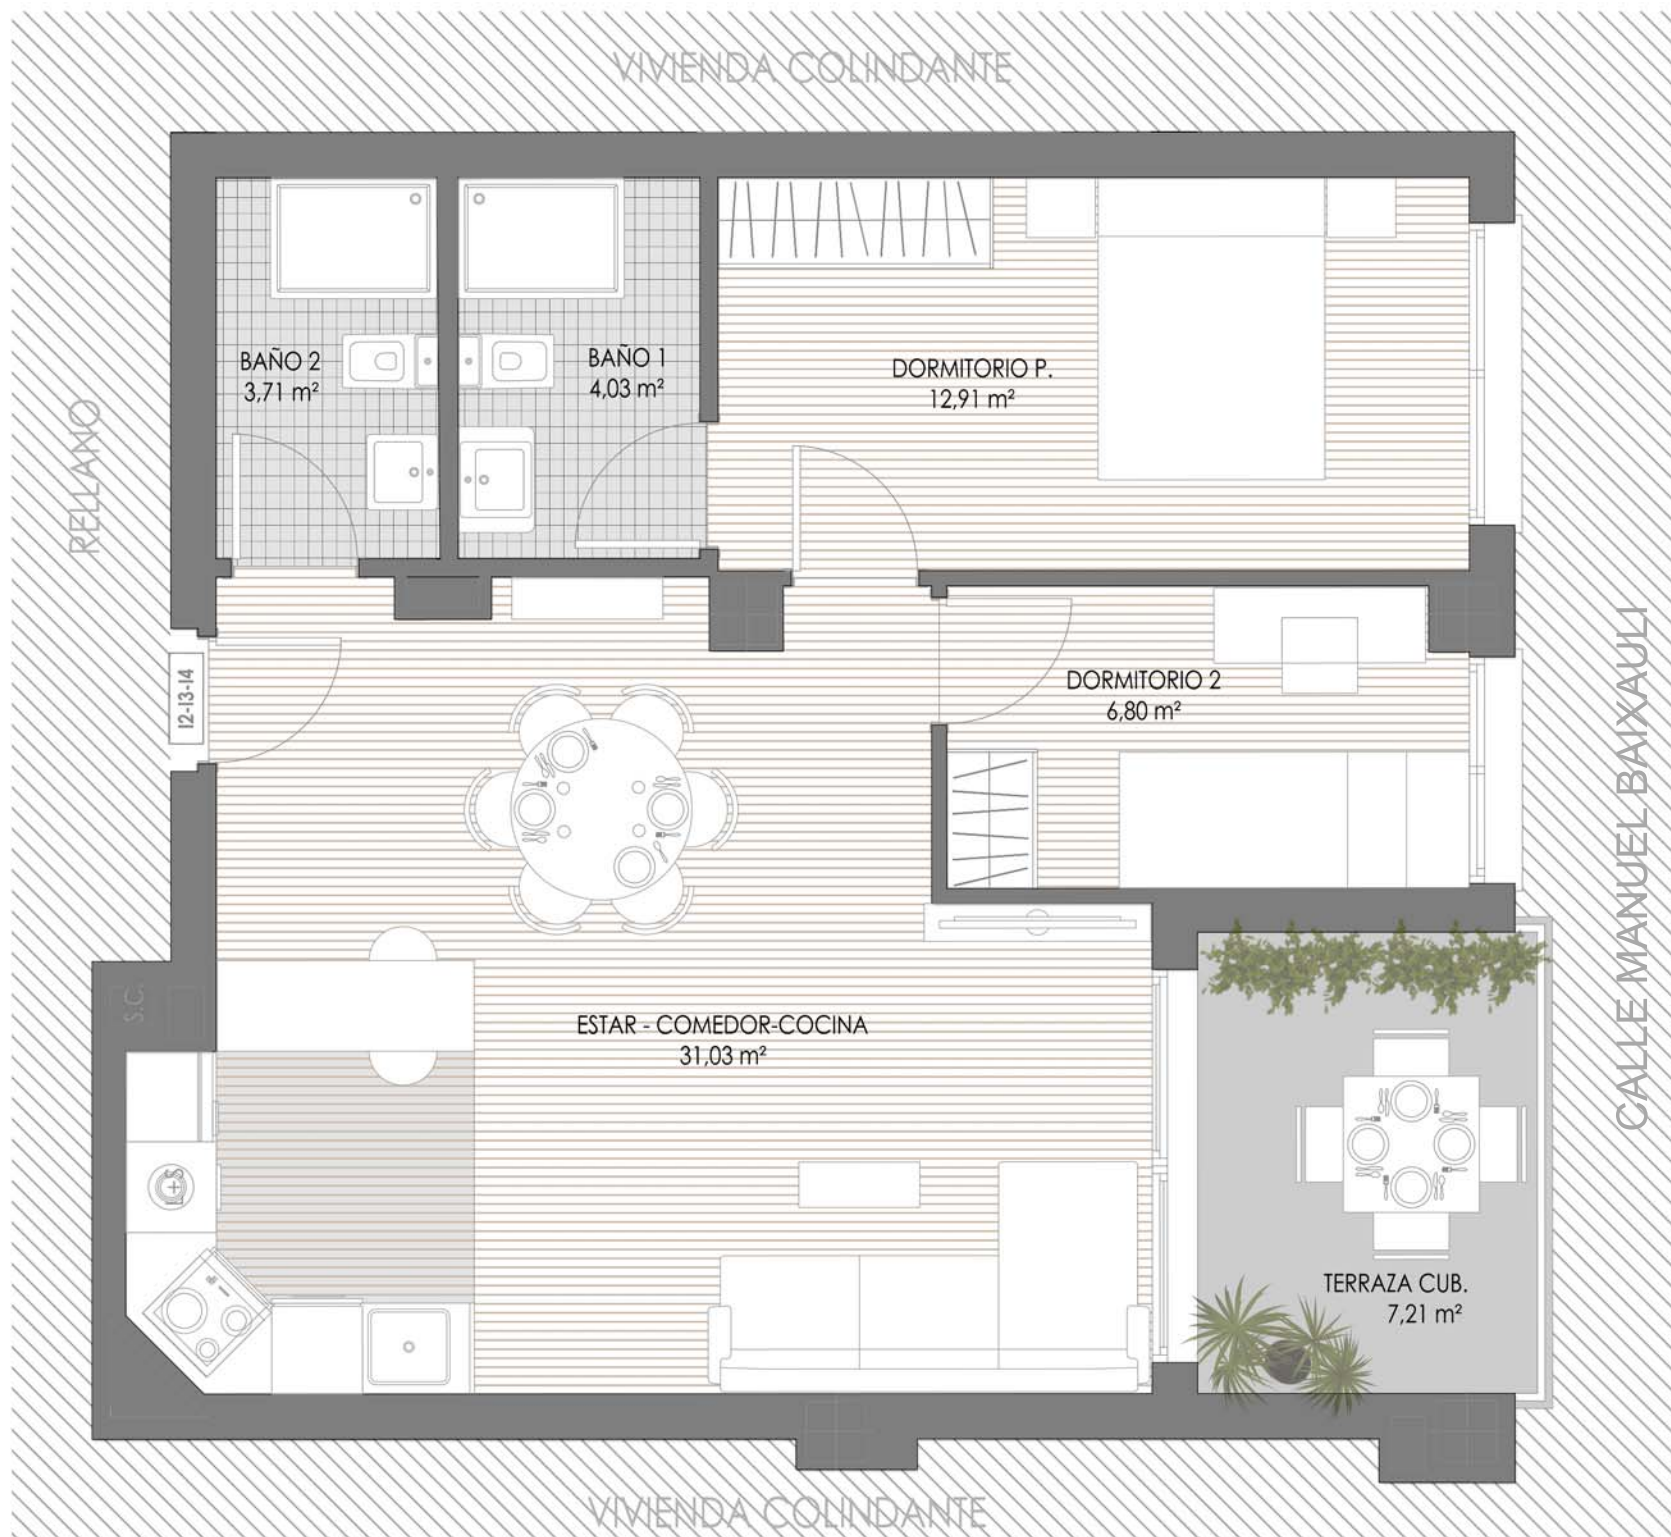 VIVIENDA COLINDANTE
BAÑO 2
3,71 m²
BAÑO 1
4,03 m²
DORMITORIO P.
12,91 m²
RELLANO
12-13-14
DORMITORIO 2
6,80 m²
CALLE MANUEL BAIXAULI
S.C.
ESTAR - COMEDOR-COCINA
31,03 m²
TERRAZA CUB.
7,21 m²
VIVIENDA COLINDANTE